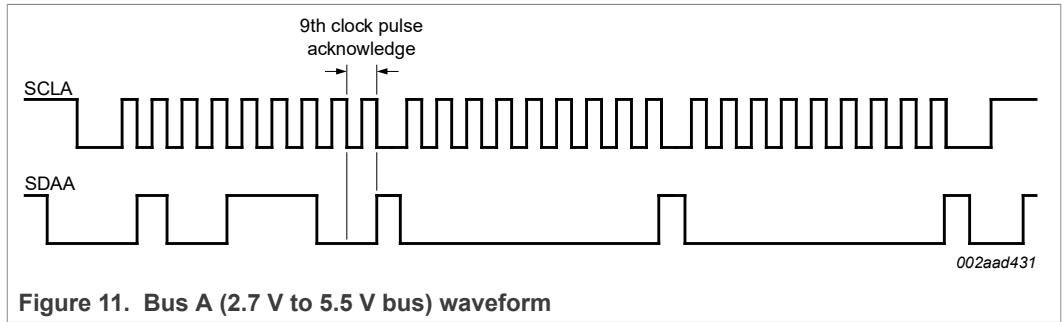 9th clock pulse
acknowledge
SCLA
SDAA
002aad431
Figure 11. Bus A (2.7 V to 5.5 V bus) waveform